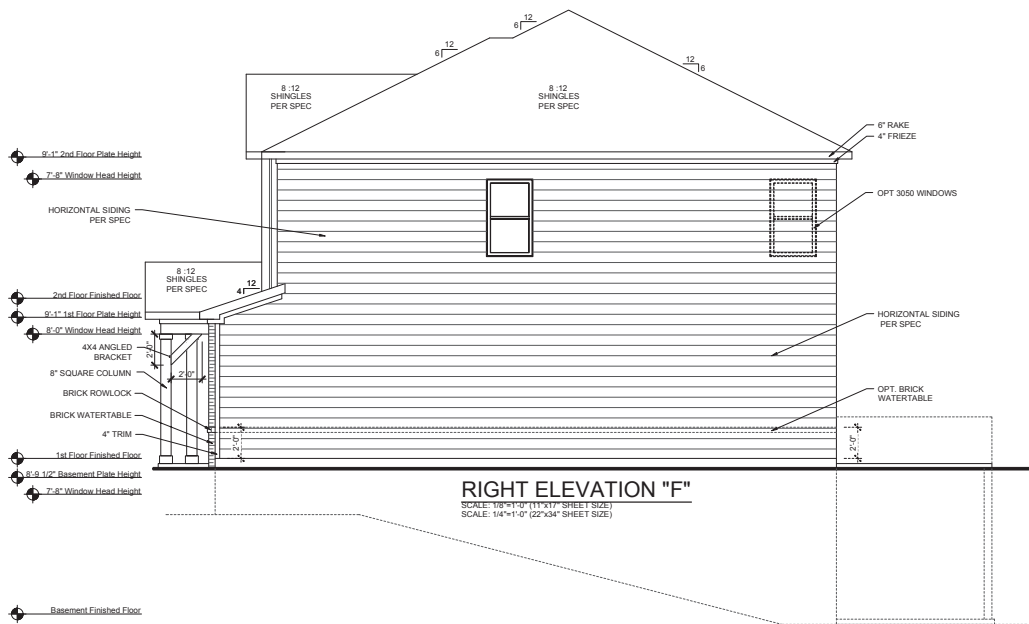 12
6
12
6
12
6
8 :12
SHINGLES
PER SPEC
8 :12
SHINGLES
PER SPEC
6" RAKE
4" FRIEZE
9'-1" 2nd Floor Plate Height
7'-8" Window Head Height
OPT 3050 WINDOWS
HORIZONTAL SIDING
PER SPEC
8 :12
SHINGLES
PER SPEC
12
4
2nd Floor Finished Floor
9'-1" 1st Floor Plate Height
8'-0" Window Head Height
HORIZONTAL SIDING
PER SPEC
4X4 ANGLED
BRACKET
2'-0"
8" SQUARE COLUMN
2'-0"
BRICK ROWLOCK
OPT. BRICK
WATERTABLE
BRICK WATERTABLE
4" TRIM
2'-0"
2'-0"
1st Floor Finished Floor
8'-9 1/2" Basement Plate Height
7'-8" Window Head Height
RIGHT ELEVATION "F"
SCALE: 1/8"=1'-0" (11"x17" SHEET SIZE)
SCALE: 1/4"=1'-0" (22"x34" SHEET SIZE)
Basement Finished Floor